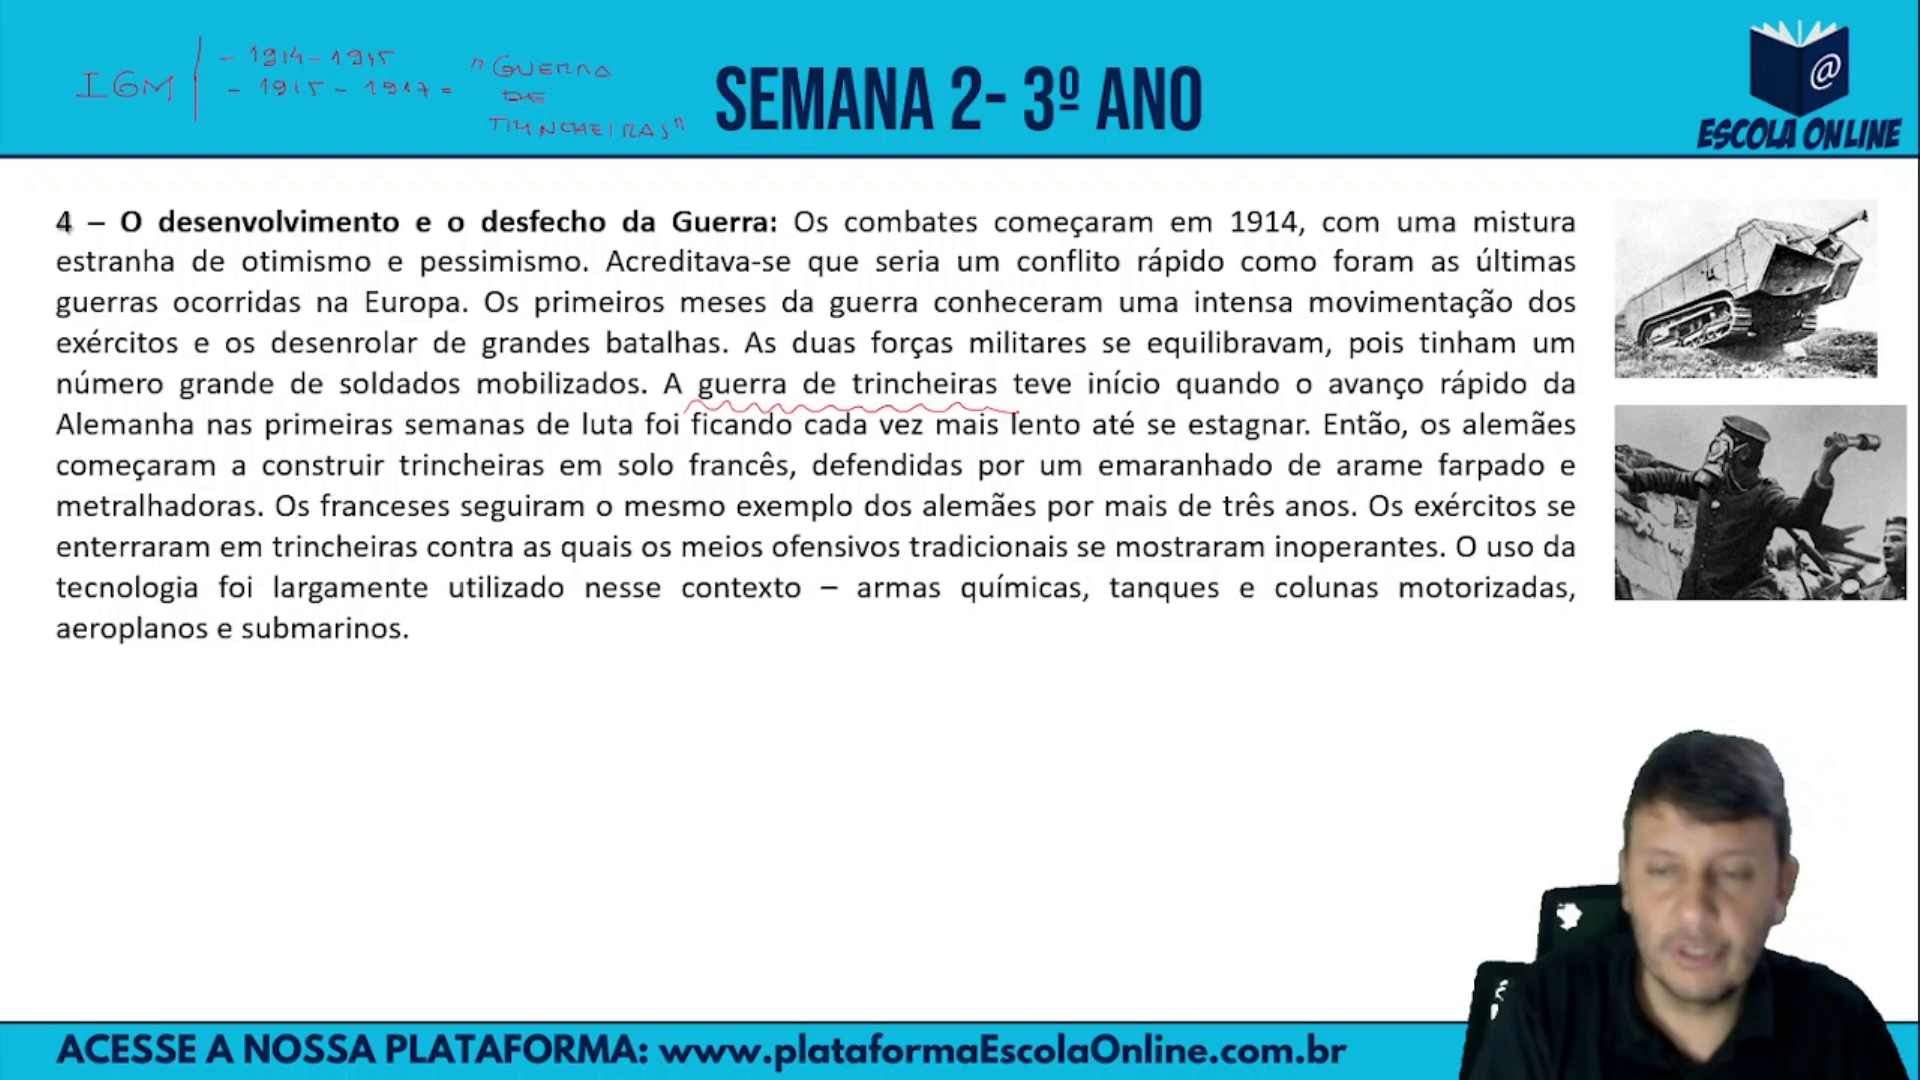 IGM
- 1914-1915
- 1915 - 1917 =
"GUERRA
DE
TRINCHEIRAS"
SEMANA 2- 3º ANO
@
ESCOLA ONLINE
4 – O desenvolvimento e o desfecho da Guerra: Os combates começaram em 1914, com uma mistura
estranha de otimismo e pessimismo. Acreditava-se que seria um conflito rápido como foram as últimas
guerras ocorridas na Europa. Os primeiros meses da guerra conheceram uma intensa movimentação dos
exércitos e os desenrolar de grandes batalhas. As duas forças militares se equilibravam, pois tinham um
número grande de soldados mobilizados. A guerra de trincheiras teve início quando o avanço rápido da
Alemanha nas primeiras semanas de luta foi ficando cada vez mais lento até se estagnar. Então, os alemães
começaram a construir trincheiras em solo francês, defendidas por um emaranhado de arame farpado e
metralhadoras. Os franceses seguiram o mesmo exemplo dos alemães por mais de três anos. Os exércitos se
enterraram em trincheiras contra as quais os meios ofensivos tradicionais se mostraram inoperantes. O uso da
tecnologia foi largamente utilizado nesse contexto – armas químicas, tanques e colunas motorizadas,
aeroplanos e submarinos.
ACESSE A NOSSA PLATAFORMA: www.plataformaEscolaOnline.com.br